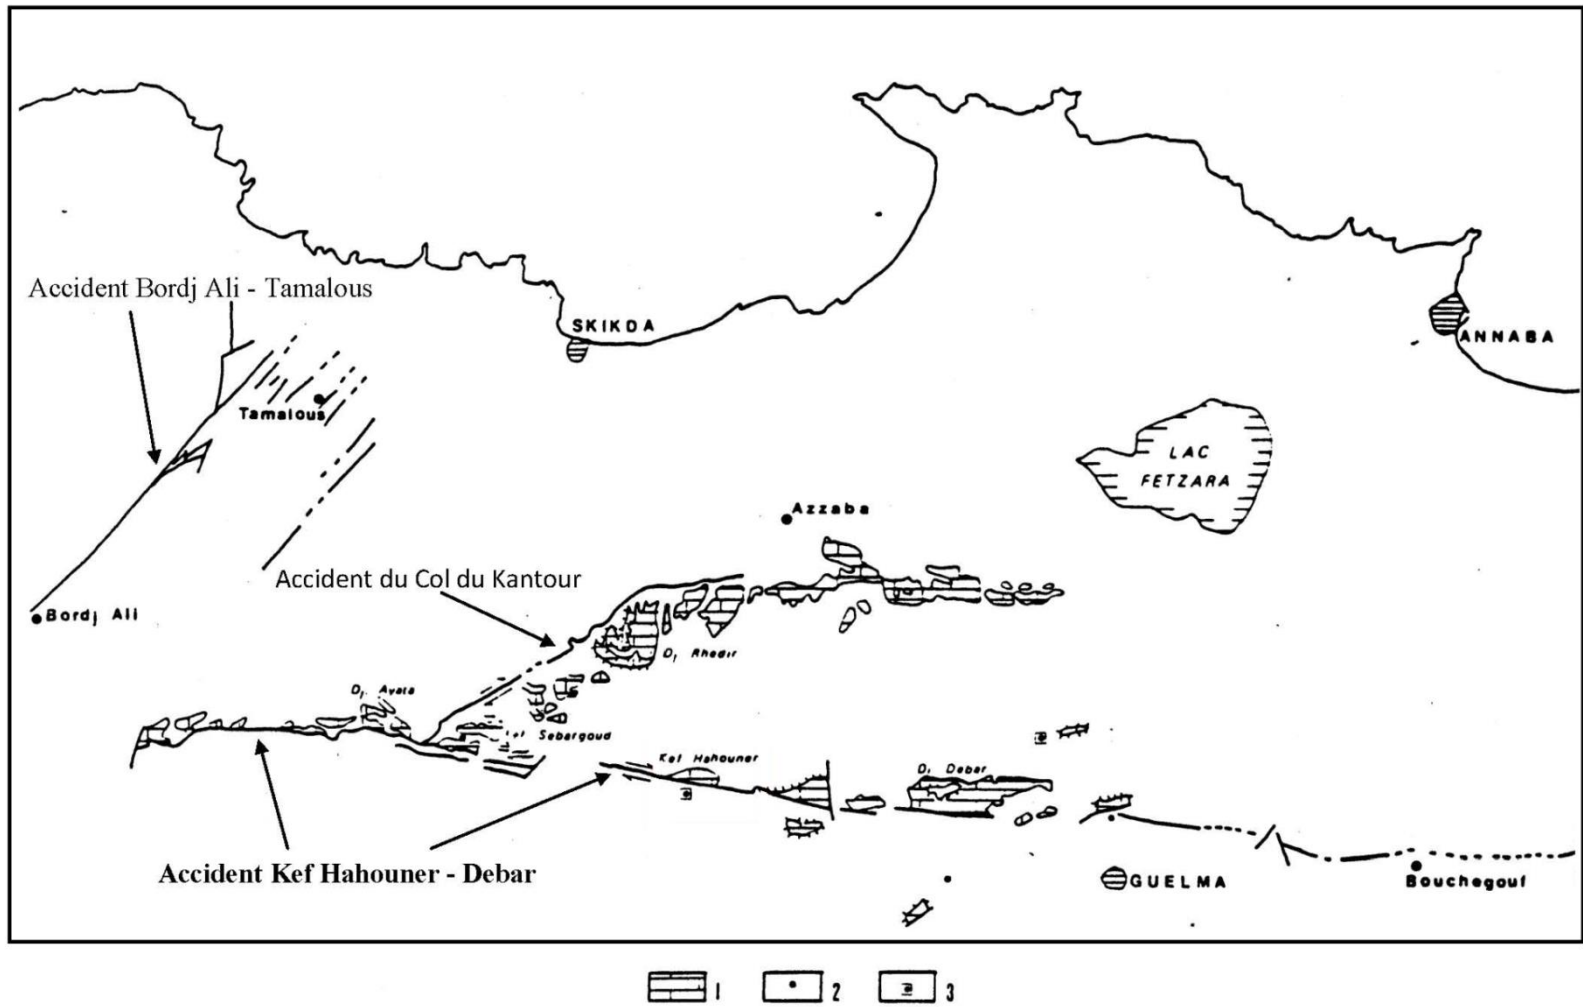 Accident Bordj Ali - Tamalous
SKIKDA
ANNABA
Tamalous
LAC
FETZARA
Azzaba
Accident du Col du Kantour
Bordj Ali
Dj Rhedir
Dj. Ayata
Sebargoud
Kef Hahouner
Dj. Debar
Accident Kef Hahouner - Debar
GUELMA
Bouchegouf
1
2
3